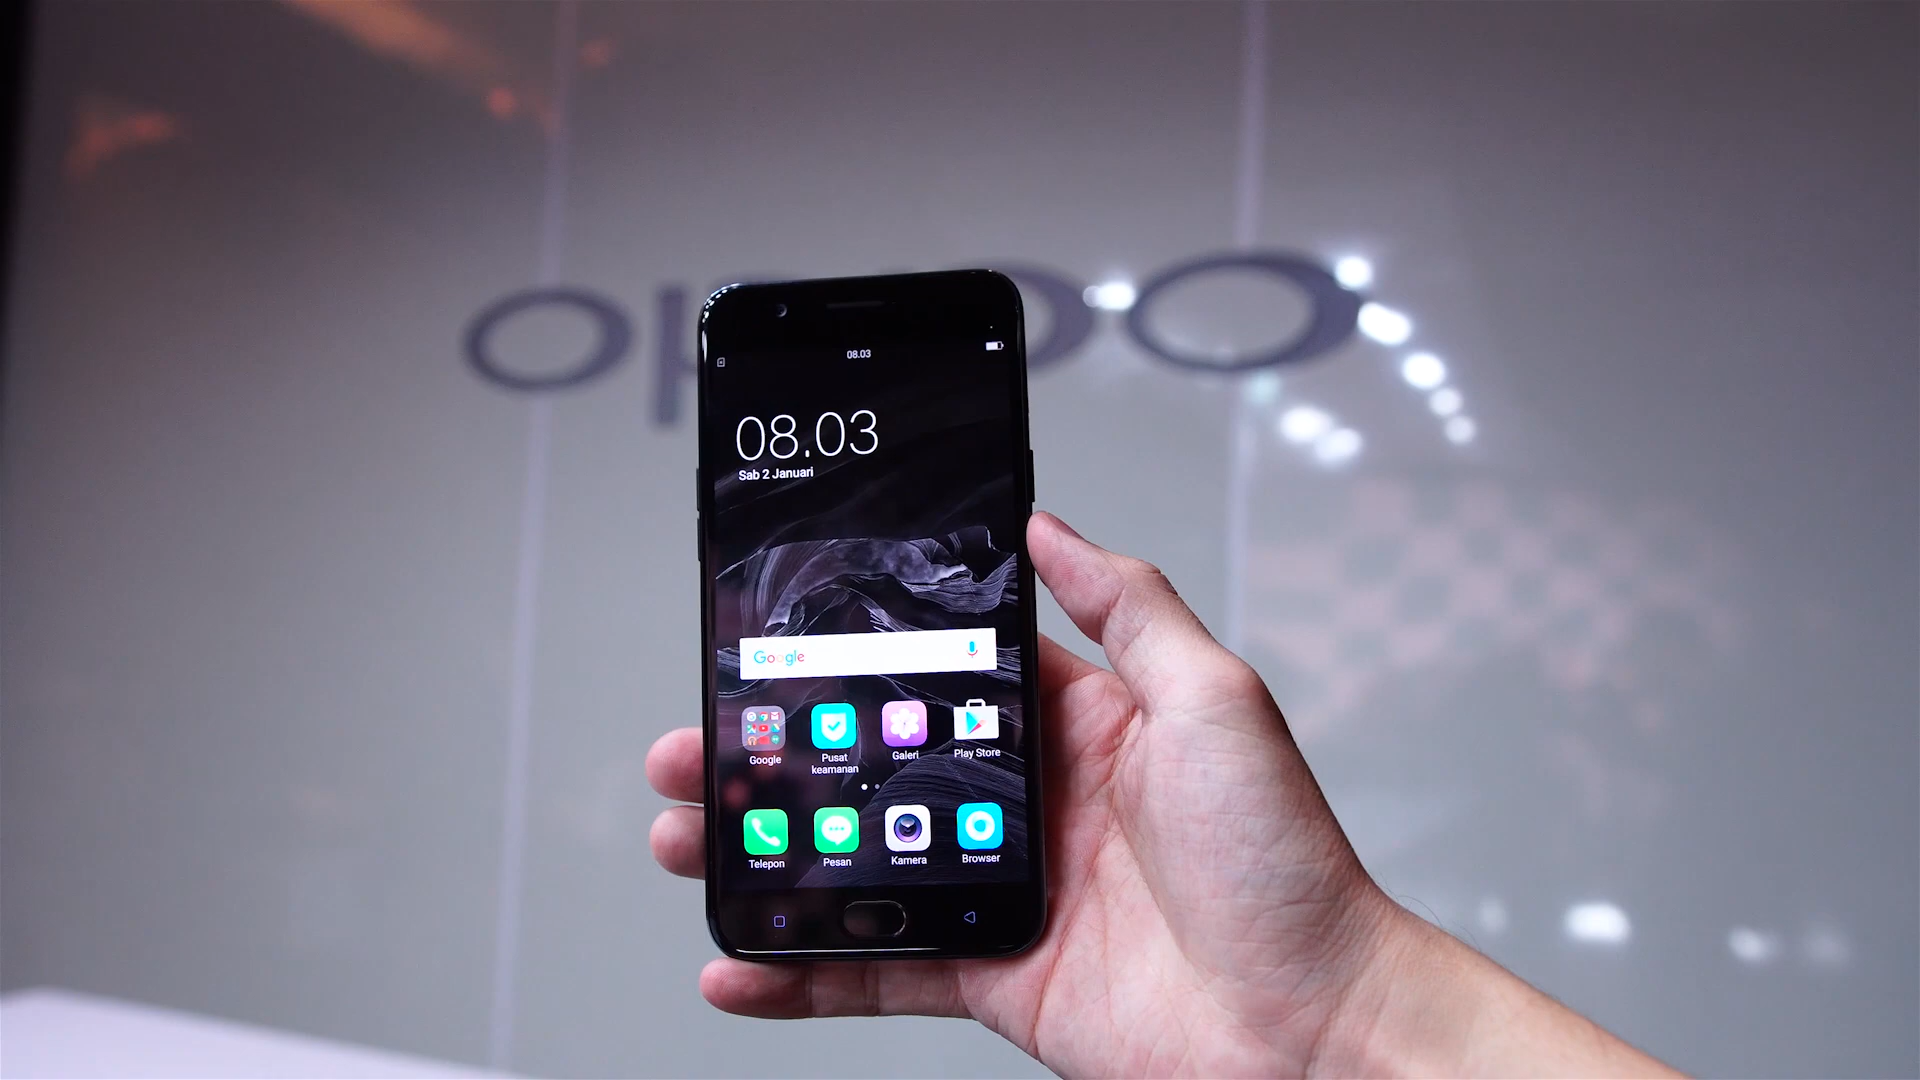 oppo
08.03
08.03
Sab 2 Januari
Google
Google
Pusat
keamanan
Galeri
Play Store
Telepon
Pesan
Kamera
Browser